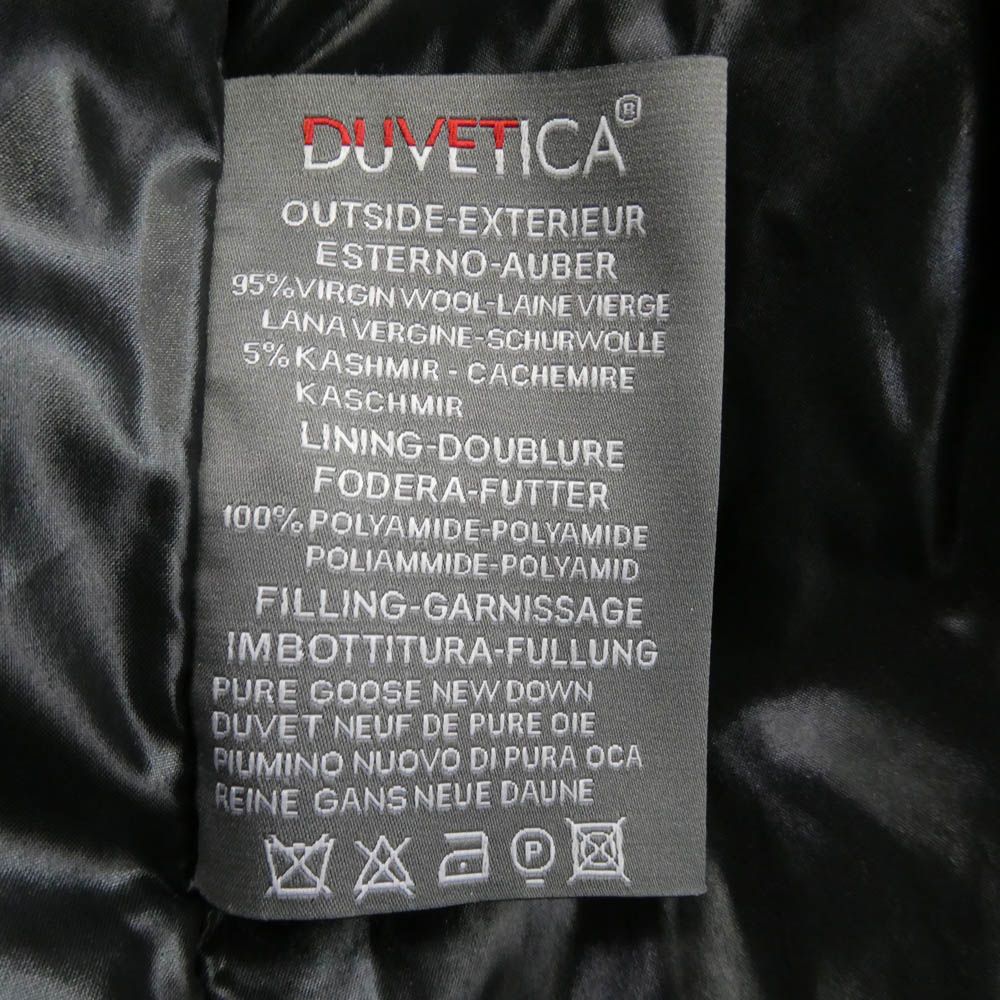 DUVETICA®
OUTSIDE-EXTERIEUR
ESTERNO-AUBER
95% VIRGIN WOOL-LAINE VIERGE
LANA VERGINE-SCHURWOLLE
5% KASHMIR - CACHEMIRE
KASCHMIR
LINING-DOUBLURE
FODERA-FUTTER
100% POLYAMIDE-POLYAMIDE
POLIAMMIDE-POLYAMID
FILLING-GARNISSAGE
IMBOTTITURA-FULLUNG
PURE GOOSE NEW DOWN
DUVET NEUF DE PURE OIE
PIUMINO NUOVO DI PURA OCA
REINE GANS NEUE DAUNE
P